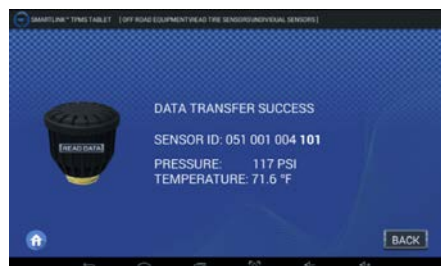 SMARTLINK™ TPMS TABLET [ OFF ROAD EQUIPMENT\READ TIRE SENSORS\INDIVIDUAL SENSORS ]
DATA TRANSFER SUCCESS
READ DATA
SENSOR ID: 051 001 004 101
PRESSURE: 117 PSI
TEMPERATURE: 71.6 °F
BACK